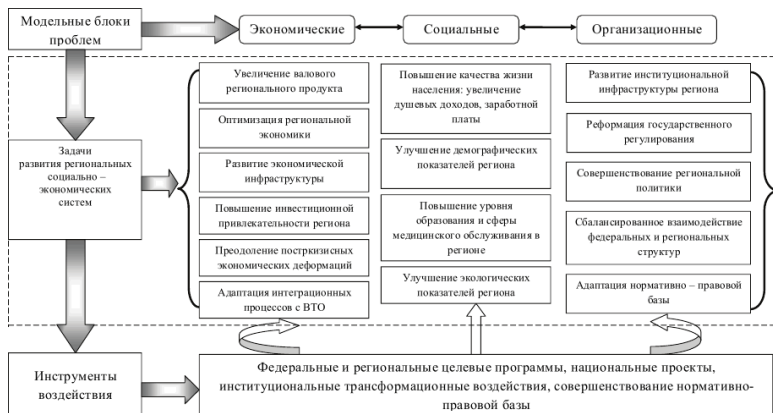 Модельные блоки
проблем
Экономические
Социальные
Организационные
Задачи
развития региональных
социально –
экономических
систем
Увеличение валового
регионального продукта
Оптимизация региональной
экономики
Развитие экономической
инфраструктуры
Повышение инвестиционной
привлекательности региона
Преодоление посткризисных
экономических деформаций
Адаптация интеграционных
процессов с ВТО
Повышение качества жизни
населения: увеличение
душевых доходов, заработной
платы
Улучшение демографических
показателей региона
Повышение уровня
образования и сферы
медицинского обслуживания в
регионе
Улучшение экологических
показателей региона
Развитие институциональной
инфраструктуры региона
Реформация государственного
регулирования
Совершенствование региональной
политики
Сбалансированное взаимодействие
федеральных и региональных
структур
Адаптация нормативно – правовой
базы
Инструменты
воздействия
Федеральные и региональные целевые программы, национальные проекты,
институциональные трансформационные воздействия, совершенствование нормативно-
правовой базы